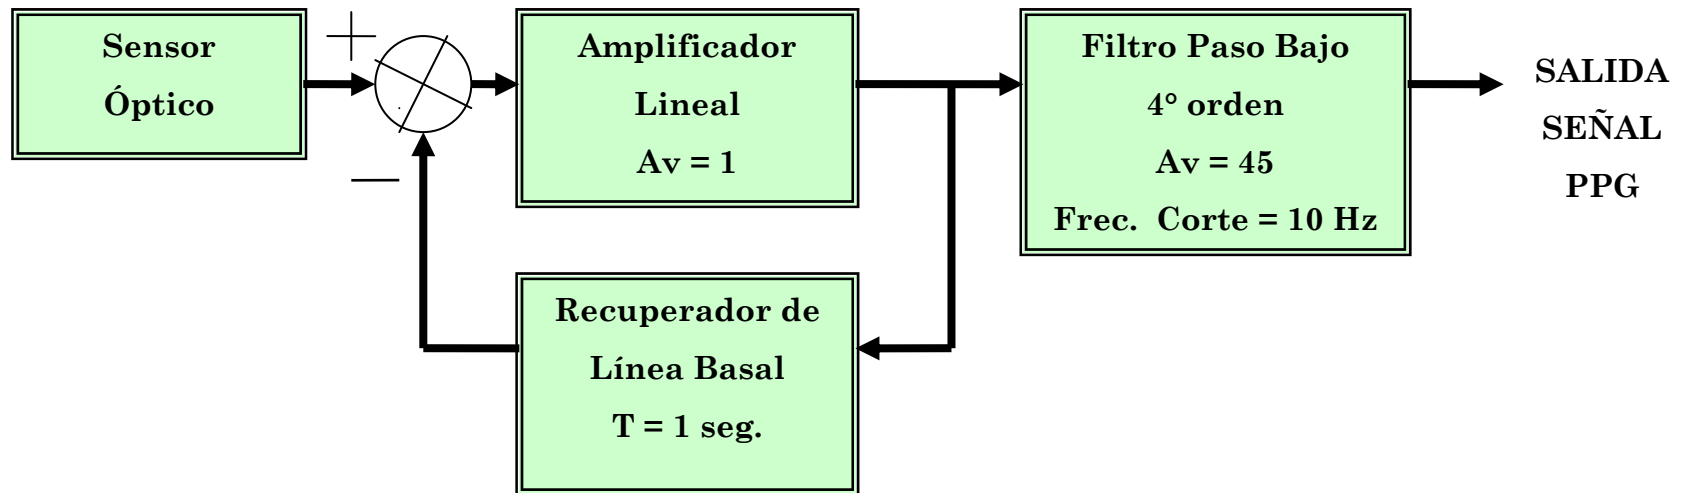 Sensor
Óptico
+
Amplificador
Lineal
Av = 1
Filtro Paso Bajo
4° orden
Av = 45
Frec. Corte = 10 Hz
SALIDA
SEÑAL
PPG
—
Recuperador de
Línea Basal
T = 1 seg.